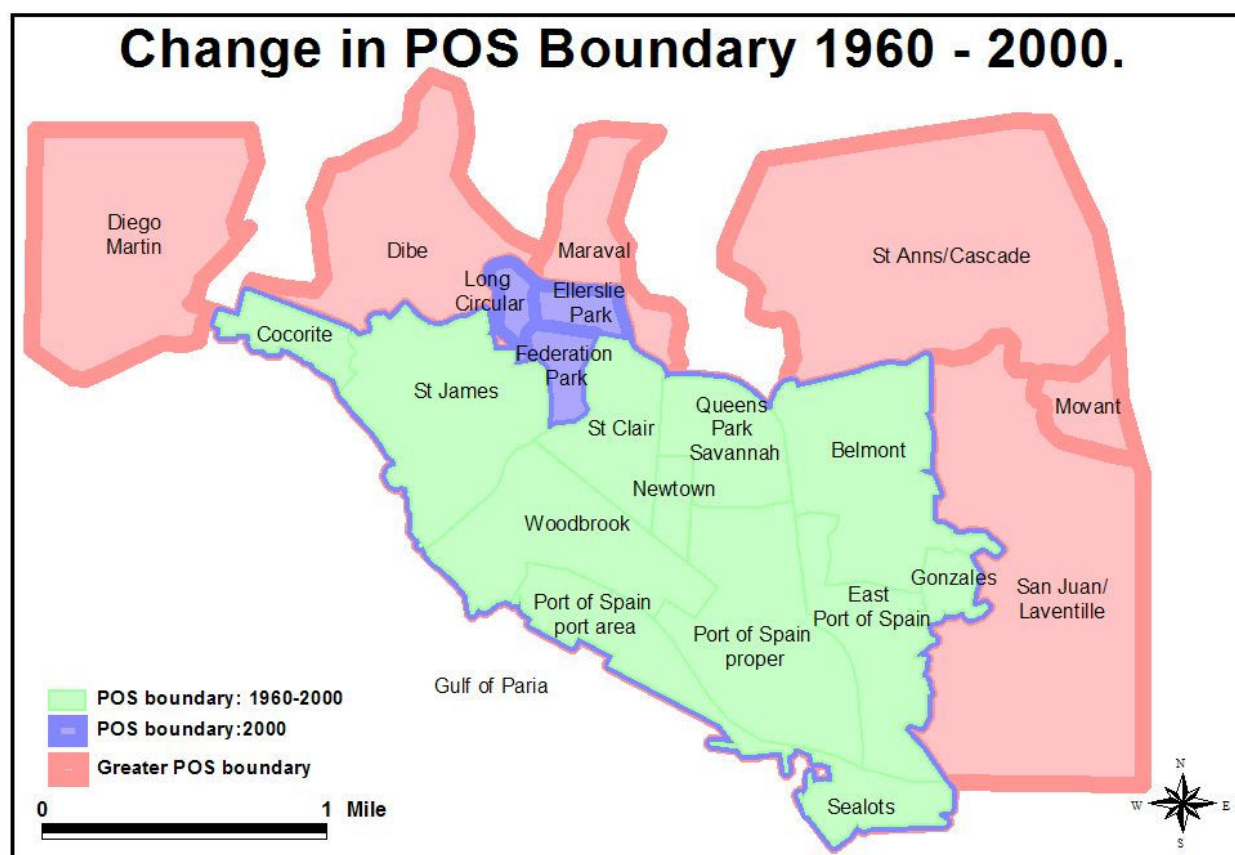 Change in POS Boundary 1960 - 2000.
Diego
Martin
Dibe
Maraval
St Anns/Cascade
Long
Circular
Ellerslie
Park
Cocorite
Federation
Park
St James
St Clair
Queens
Park
Savannah
Belmont
Movant
Newtown
Woodbrook
Gonzales
San Juan/
Laventille
East
Port of Spain
Port of Spain
port area
Port of Spain
proper
Gulf of Paria
Sealots
POS boundary: 1960-2000
POS boundary:2000
Greater POS boundary
0 1 Mile
N
W E
S